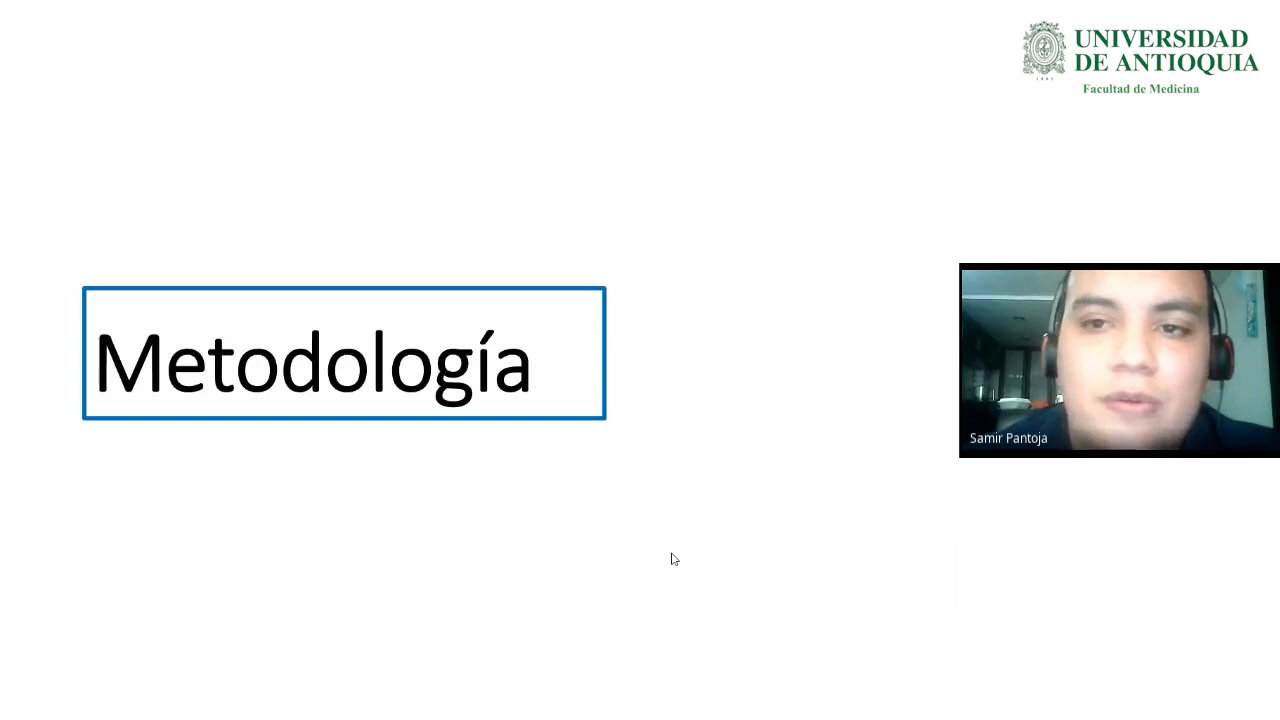 UNIVERSIDAD
DE ANTIOQUIA
Facultad de Medicina
Metodología
Samir Pantoja